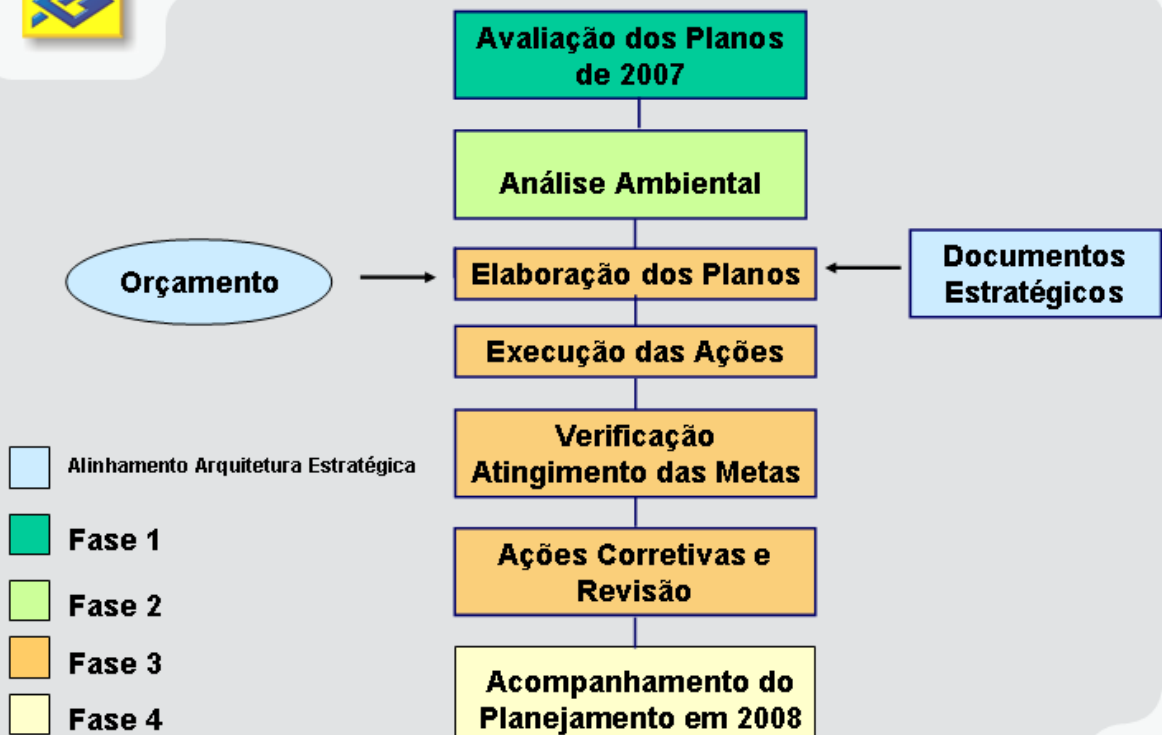 Avaliação dos Planos
de 2007
Análise Ambiental
Orçamento
Elaboração dos Planos
Documentos
Estratégicos
Execução das Ações
Verificação
Atingimento das Metas
Ações Corretivas e
Revisão
Acompanhamento do
Planejamento em 2008
Alinhamento Arquitetura Estratégica
Fase 1
Fase 2
Fase 3
Fase 4